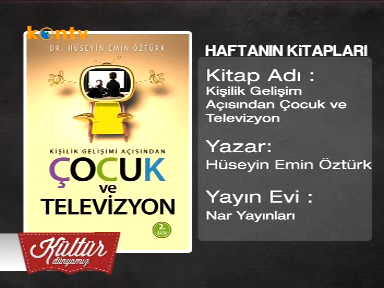 kontv
DR. HÜSEYİN EMİN ÖZTÜRK
KİŞİLİK GELİŞİMİ AÇISINDAN
ÇOCUK
ve
TELEVİZYON
2.
Kültür
dünyamız
HAFTANIN KİTAPLARI
Kitap Adı :
Kişilik Gelişim
Açısından Çocuk ve
Televizyon
Yazar:
Hüseyin Emin Öztürk
Yayın Evi :
Nar Yayınları